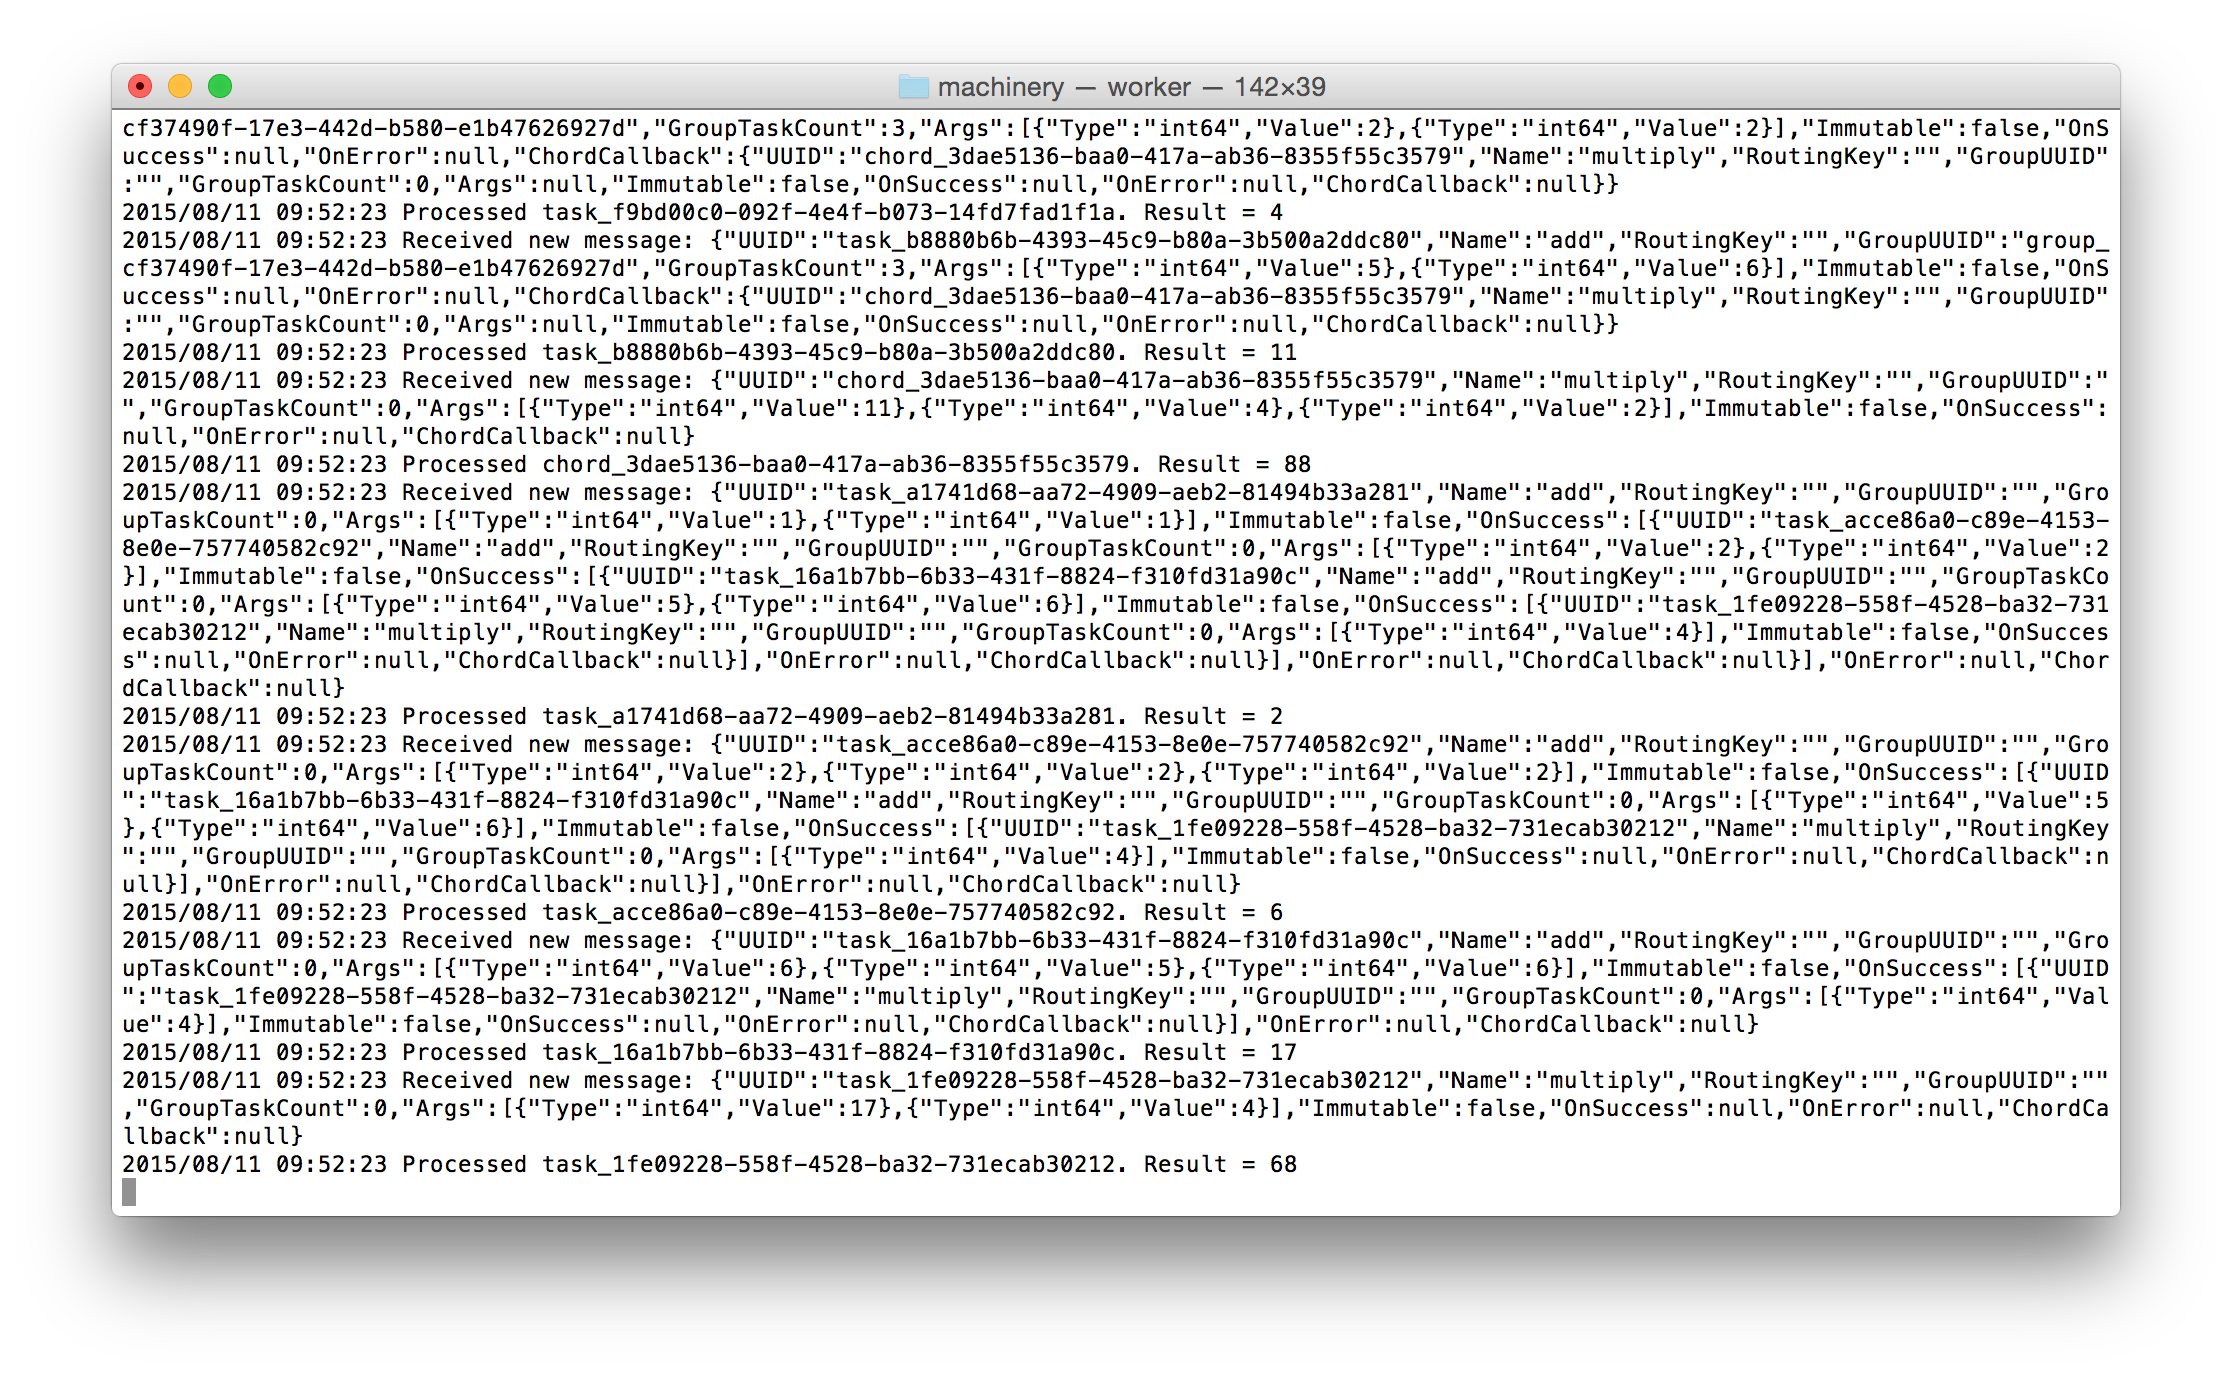 machinery — worker — 142×39
cf37490f-17e3-442d-b580-e1b47626927d","GroupTaskCount":3,"Args":[{"Type":"int64","Value":2},{"Type":"int64","Value":2}],"Immutable":false,"OnS
uccess":null,"OnError":null,"ChordCallback":{"UUID":"chord_3dae5136-baa0-417a-ab36-8355f55c3579","Name":"multiply","RoutingKey":"","GroupUUID"
:"","GroupTaskCount":0,"Args":null,"Immutable":false,"OnSuccess":null,"OnError":null,"ChordCallback":null}}
2015/08/11 09:52:23 Processed task_f9bd00c0-092f-4e4f-b073-14fd7fad1f1a. Result = 4
2015/08/11 09:52:23 Received new message: {"UUID":"task_b8880b6b-4393-45c9-b80a-3b500a2ddc80","Name":"add","RoutingKey":"","GroupUUID":"group_
cf37490f-17e3-442d-b580-e1b47626927d","GroupTaskCount":3,"Args":[{"Type":"int64","Value":5},{"Type":"int64","Value":6}],"Immutable":false,"OnS
uccess":null,"OnError":null,"ChordCallback":{"UUID":"chord_3dae5136-baa0-417a-ab36-8355f55c3579","Name":"multiply","RoutingKey":"","GroupUUID"
:"","GroupTaskCount":0,"Args":null,"Immutable":false,"OnSuccess":null,"OnError":null,"ChordCallback":null}}
2015/08/11 09:52:23 Processed task_b8880b6b-4393-45c9-b80a-3b500a2ddc80. Result = 11
2015/08/11 09:52:23 Received new message: {"UUID":"chord_3dae5136-baa0-417a-ab36-8355f55c3579","Name":"multiply","RoutingKey":"","GroupUUID":"
","GroupTaskCount":0,"Args":[{"Type":"int64","Value":11},{"Type":"int64","Value":4},{"Type":"int64","Value":2}],"Immutable":false,"OnSuccess":
null,"OnError":null,"ChordCallback":null}
2015/08/11 09:52:23 Processed chord_3dae5136-baa0-417a-ab36-8355f55c3579. Result = 88
2015/08/11 09:52:23 Received new message: {"UUID":"task_a1741d68-aa72-4909-aeb2-81494b33a281","Name":"add","RoutingKey":"","GroupUUID":"","Gro
upTaskCount":0,"Args":[{"Type":"int64","Value":1},{"Type":"int64","Value":1}],"Immutable":false,"OnSuccess":[{"UUID":"task_acce86a0-c89e-4153-
8e0e-757740582c92","Name":"add","RoutingKey":"","GroupUUID":"","GroupTaskCount":0,"Args":[{"Type":"int64","Value":2},{"Type":"int64","Value":2
}],"Immutable":false,"OnSuccess":[{"UUID":"task_16a1b7bb-6b33-431f-8824-f310fd31a90c","Name":"add","RoutingKey":"","GroupUUID":"","GroupTaskCo
unt":0,"Args":[{"Type":"int64","Value":5},{"Type":"int64","Value":6}],"Immutable":false,"OnSuccess":[{"UUID":"task_1fe09228-558f-4528-ba32-731
ecab30212","Name":"multiply","RoutingKey":"","GroupUUID":"","GroupTaskCount":0,"Args":[{"Type":"int64","Value":4}],"Immutable":false,"OnSucces
s":null,"OnError":null,"ChordCallback":null}],"OnError":null,"ChordCallback":null}],"OnError":null,"ChordCallback":null}],"OnError":null,"Chor
dCallback":null}
2015/08/11 09:52:23 Processed task_a1741d68-aa72-4909-aeb2-81494b33a281. Result = 2
2015/08/11 09:52:23 Received new message: {"UUID":"task_acce86a0-c89e-4153-8e0e-757740582c92","Name":"add","RoutingKey":"","GroupUUID":"","Gro
upTaskCount":0,"Args":[{"Type":"int64","Value":2},{"Type":"int64","Value":2},{"Type":"int64","Value":2}],"Immutable":false,"OnSuccess":[{"UUID
":"task_16a1b7bb-6b33-431f-8824-f310fd31a90c","Name":"add","RoutingKey":"","GroupUUID":"","GroupTaskCount":0,"Args":[{"Type":"int64","Value":5
},{"Type":"int64","Value":6}],"Immutable":false,"OnSuccess":[{"UUID":"task_1fe09228-558f-4528-ba32-731ecab30212","Name":"multiply","RoutingKey
":"","GroupUUID":"","GroupTaskCount":0,"Args":[{"Type":"int64","Value":4}],"Immutable":false,"OnSuccess":null,"OnError":null,"ChordCallback":n
ull}],"OnError":null,"ChordCallback":null}],"OnError":null,"ChordCallback":null}
2015/08/11 09:52:23 Processed task_acce86a0-c89e-4153-8e0e-757740582c92. Result = 6
2015/08/11 09:52:23 Received new message: {"UUID":"task_16a1b7bb-6b33-431f-8824-f310fd31a90c","Name":"add","RoutingKey":"","GroupUUID":"","Gro
upTaskCount":0,"Args":[{"Type":"int64","Value":6},{"Type":"int64","Value":5},{"Type":"int64","Value":6}],"Immutable":false,"OnSuccess":[{"UUID
":"task_1fe09228-558f-4528-ba32-731ecab30212","Name":"multiply","RoutingKey":"","GroupUUID":"","GroupTaskCount":0,"Args":[{"Type":"int64","Val
ue":4}],"Immutable":false,"OnSuccess":null,"OnError":null,"ChordCallback":null}],"OnError":null,"ChordCallback":null}
2015/08/11 09:52:23 Processed task_16a1b7bb-6b33-431f-8824-f310fd31a90c. Result = 17
2015/08/11 09:52:23 Received new message: {"UUID":"task_1fe09228-558f-4528-ba32-731ecab30212","Name":"multiply","RoutingKey":"","GroupUUID":""
,"GroupTaskCount":0,"Args":[{"Type":"int64","Value":17},{"Type":"int64","Value":4}],"Immutable":false,"OnSuccess":null,"OnError":null,"ChordCa
llback":null}
2015/08/11 09:52:23 Processed task_1fe09228-558f-4528-ba32-731ecab30212. Result = 68